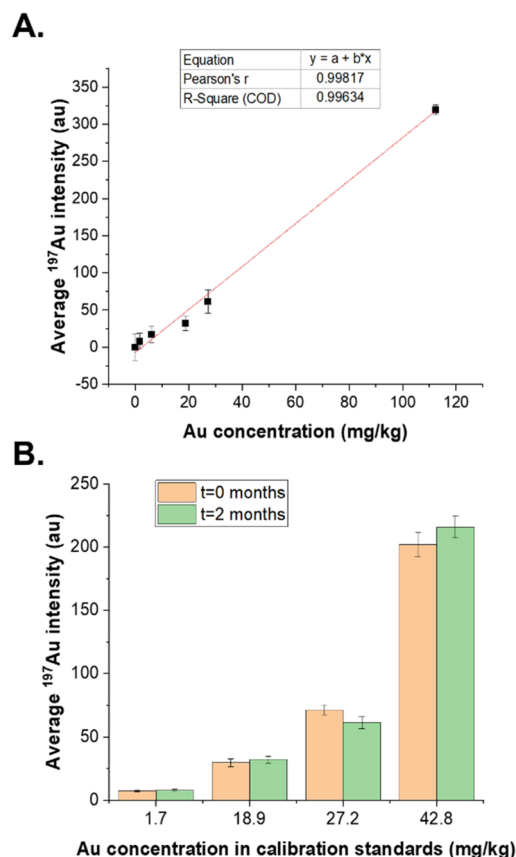 A.
Equation y = a + b*x
Pearson's r 0.99817
R-Square (COD) 0.99634
350
300
250
200
150
100
50
0
-50
Average ¹⁹⁷Au intensity (au)
0 20 40 60 80 100 120
Au concentration (mg/kg)
B.
t=0 months
t=2 months
250
200
150
100
50
0
Average ¹⁹⁷Au intensity (au)
1.7 18.9 27.2 42.8
Au concentration in calibration standards (mg/kg)